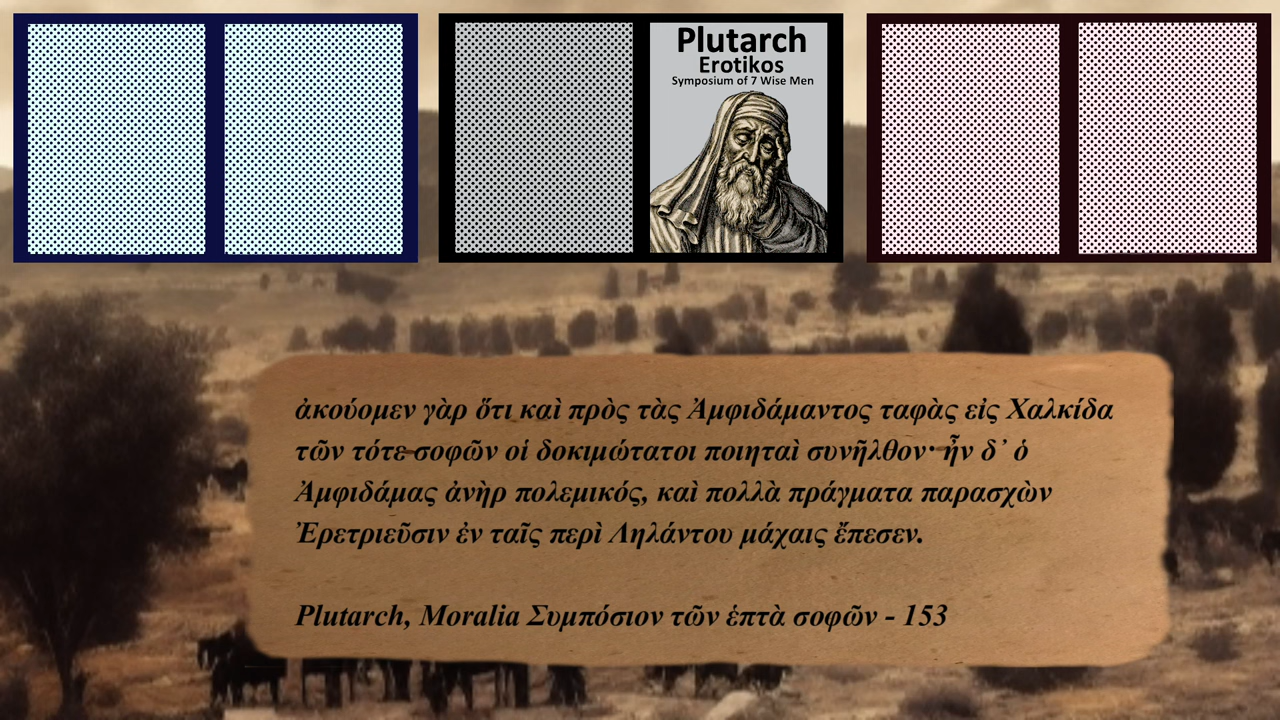 Plutarch
Erotikos
Symposium of 7 Wise Men
ἀκούομεν γὰρ ὅτι καὶ πρὸς τὰς Ἀμφιδάμαντος ταφὰς εἰς Χαλκίδα
τῶν τότε σοφῶν οἱ δοκιμώτατοι ποιηταὶ συνῆλθον· ἦν δ᾽ ὁ
Ἀμφιδάμας ἀνὴρ πολεμικός, καὶ πολλὰ πράγματα παρασχὼν
Ἐρετριεῦσιν ἐν ταῖς περὶ Ληλάντου μάχαις ἔπεσεν.
Plutarch, Moralia Συμπόσιον τῶν ἑπτὰ σοφῶν - 153